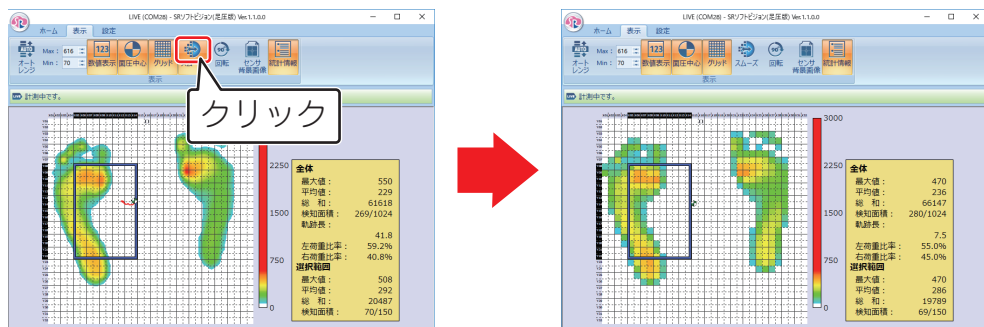 LIVE (COM28) - SRソフトビジョン(足圧版) Ver.1.1.0.0
ホーム 表示 設定
オートレンジ
Max : 616
Min : 70
数値表示 面圧中心 グリッド 回転 センサ背景画像 統計情報
表示
計測中です。
クリック
2250
1500
750
0
全体
最大値 : 550
平均値 : 229
総 和 : 61618
検知面積 : 269/1024
軌跡長 :
41.8
左荷重比率 : 59.2%
右荷重比率 : 40.8%
選択範囲
最大値 : 508
平均値 : 292
総 和 : 20487
検知面積 : 70/150
LIVE (COM28) - SRソフトビジョン(足圧版) Ver.1.1.0.0
ホーム 表示 設定
オートレンジ
Max : 616
Min : 70
数値表示 面圧中心 グリッド スムーズ 回転 センサ背景画像 統計情報
表示
計測中です。
3000
2250
1500
750
0
全体
最大値 : 470
平均値 : 236
総 和 : 66147
検知面積 : 280/1024
軌跡長 :
7.5
左荷重比率 : 55.0%
右荷重比率 : 45.0%
選択範囲
最大値 : 470
平均値 : 286
総 和 : 19789
検知面積 : 69/150